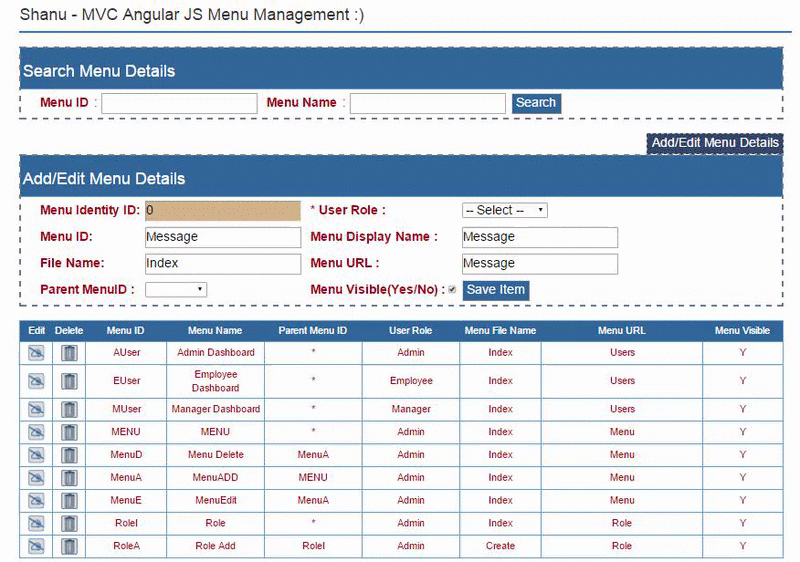 Shanu - MVC Angular JS Menu Management :)
Search Menu Details
Menu ID : Menu Name : Search
Add/Edit Menu Details
Add/Edit Menu Details
Menu Identity ID: 0 * User Role : -- Select --
Menu ID: Message Menu Display Name : Message
File Name: Index Menu URL : Message
Parent MenuID : Menu Visible(Yes/No) : Save Item
Edit Delete Menu ID Menu Name Parent Menu ID User Role Menu File Name Menu URL Menu Visible
AUser Admin Dashboard * Admin Index Users Y
EUser Employee Dashboard * Employee Index Users Y
MUser Manager Dashboard * Manager Index Users Y
MENU MENU * Admin Index Menu Y
MenuD Menu Delete MenuA Admin Index Menu Y
MenuA MenuADD MENU Admin Index Menu Y
MenuE MenuEdit MenuA Admin Index Menu Y
RoleI Role * Admin Index Role Y
RoleA Role Add RoleI Admin Create Role Y